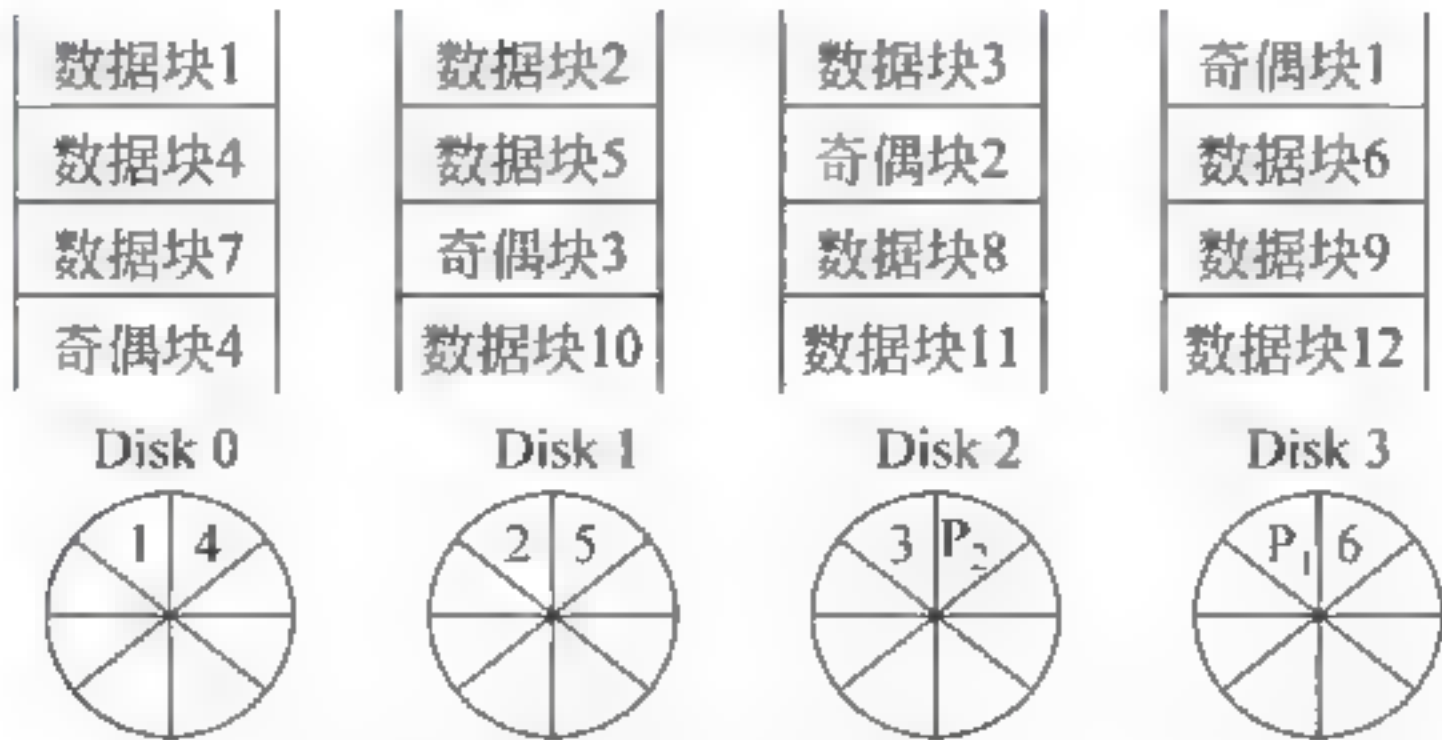 数据块1 数据块2 数据块3 奇偶块1
数据块4 数据块5 奇偶块2 数据块6
数据块7 奇偶块3 数据块8 数据块9
奇偶块4 数据块10 数据块11 数据块12
Disk 0 Disk 1 Disk 2 Disk 3
1 4 2 5 3 P₂ P₁ 6